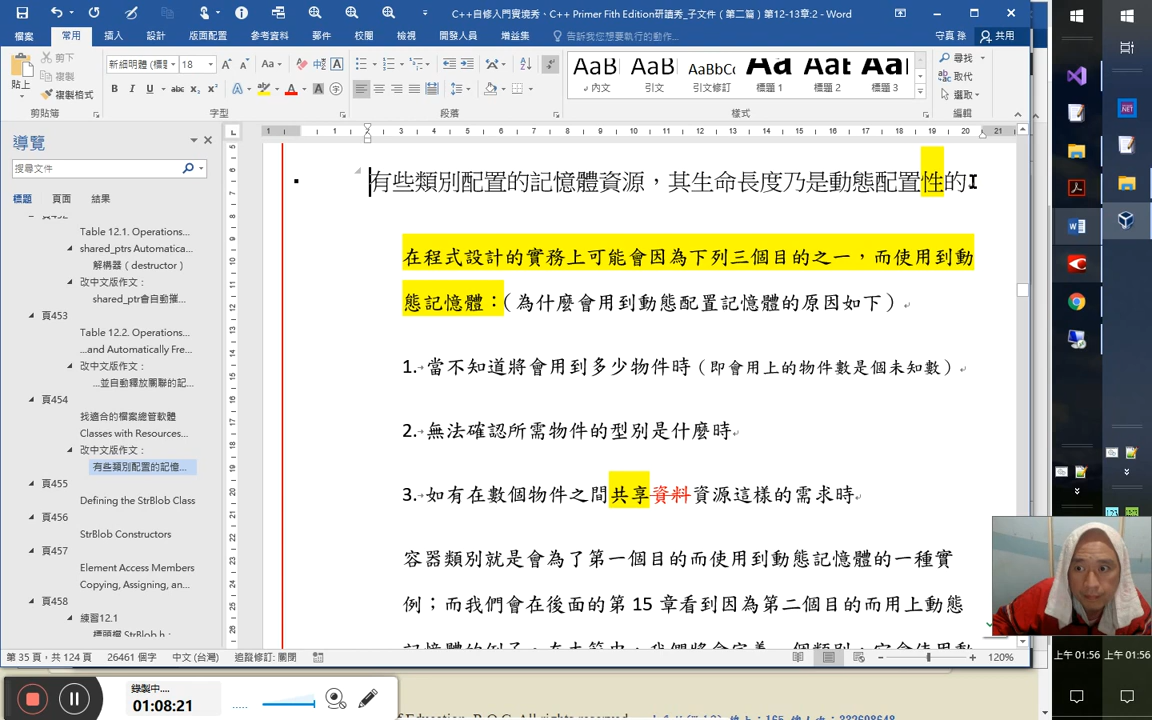 C++自修入門實境秀、C++ Primer Fith Edition研讀秀_子文件（第二篇）第12-13章:2 - Word
檔案 常用 插入 設計 版面配置 參考資料 郵件 校閱 檢視 開發人員 增益集 告訴我您想要執行的動作... 守真 孫 共用
貼上 剪下 複製 複製格式 剪貼簿
新細明體 (標題 18 字型
段落
AaB AaB AaBbCc AaB AaB AaB
內文 引文 引文修訂 標題 1 標題 2 標題 3
樣式
尋找 取代 選取 編輯
導覽
搜尋文件
標題 頁面 結果
Table 12.1. Operations...
shared_ptrs Automatica...
解構器（destructor）
改中文版作文：
shared_ptr會自動摧...
頁453
Table 12.2. Operations...
...and Automatically Fre...
改中文版作文：
...並自動釋放關聯的記...
頁454
找適合的檔案總管軟體
Classes with Resources...
改中文版作文：
有些類別配置的記憶...
頁455
Defining the StrBlob Class
頁456
StrBlob Constructors
頁457
Element Access Members
Copying, Assigning, an...
頁458
練習12.1
標頭檔 StrBlob.h：
有些類別配置的記憶體資源，其生命長度乃是動態配置性的
在程式設計的實務上可能會因為下列三個目的之一，而使用到動
態記憶體：（為什麼會用到動態配置記憶體的原因如下）
1. 當不知道將會用到多少物件時（即會用上的物件數是個未知數）
2. 無法確認所需物件的型別是什麼時
3. 如有在數個物件之間共享資料資源這樣的需求時
容器類別就是會為了第一個目的而使用到動態記憶體的一種實
例；而我們會在後面的第 15 章看到因為第二個目的而用上動態
第 35 頁，共 124 頁 26461 個字 中文 (台灣) 追蹤修訂: 關閉 120%
錄製中....
01:08:21
of Education, R.O.C. All rights reserved.
上午 01:56 上午 01:56